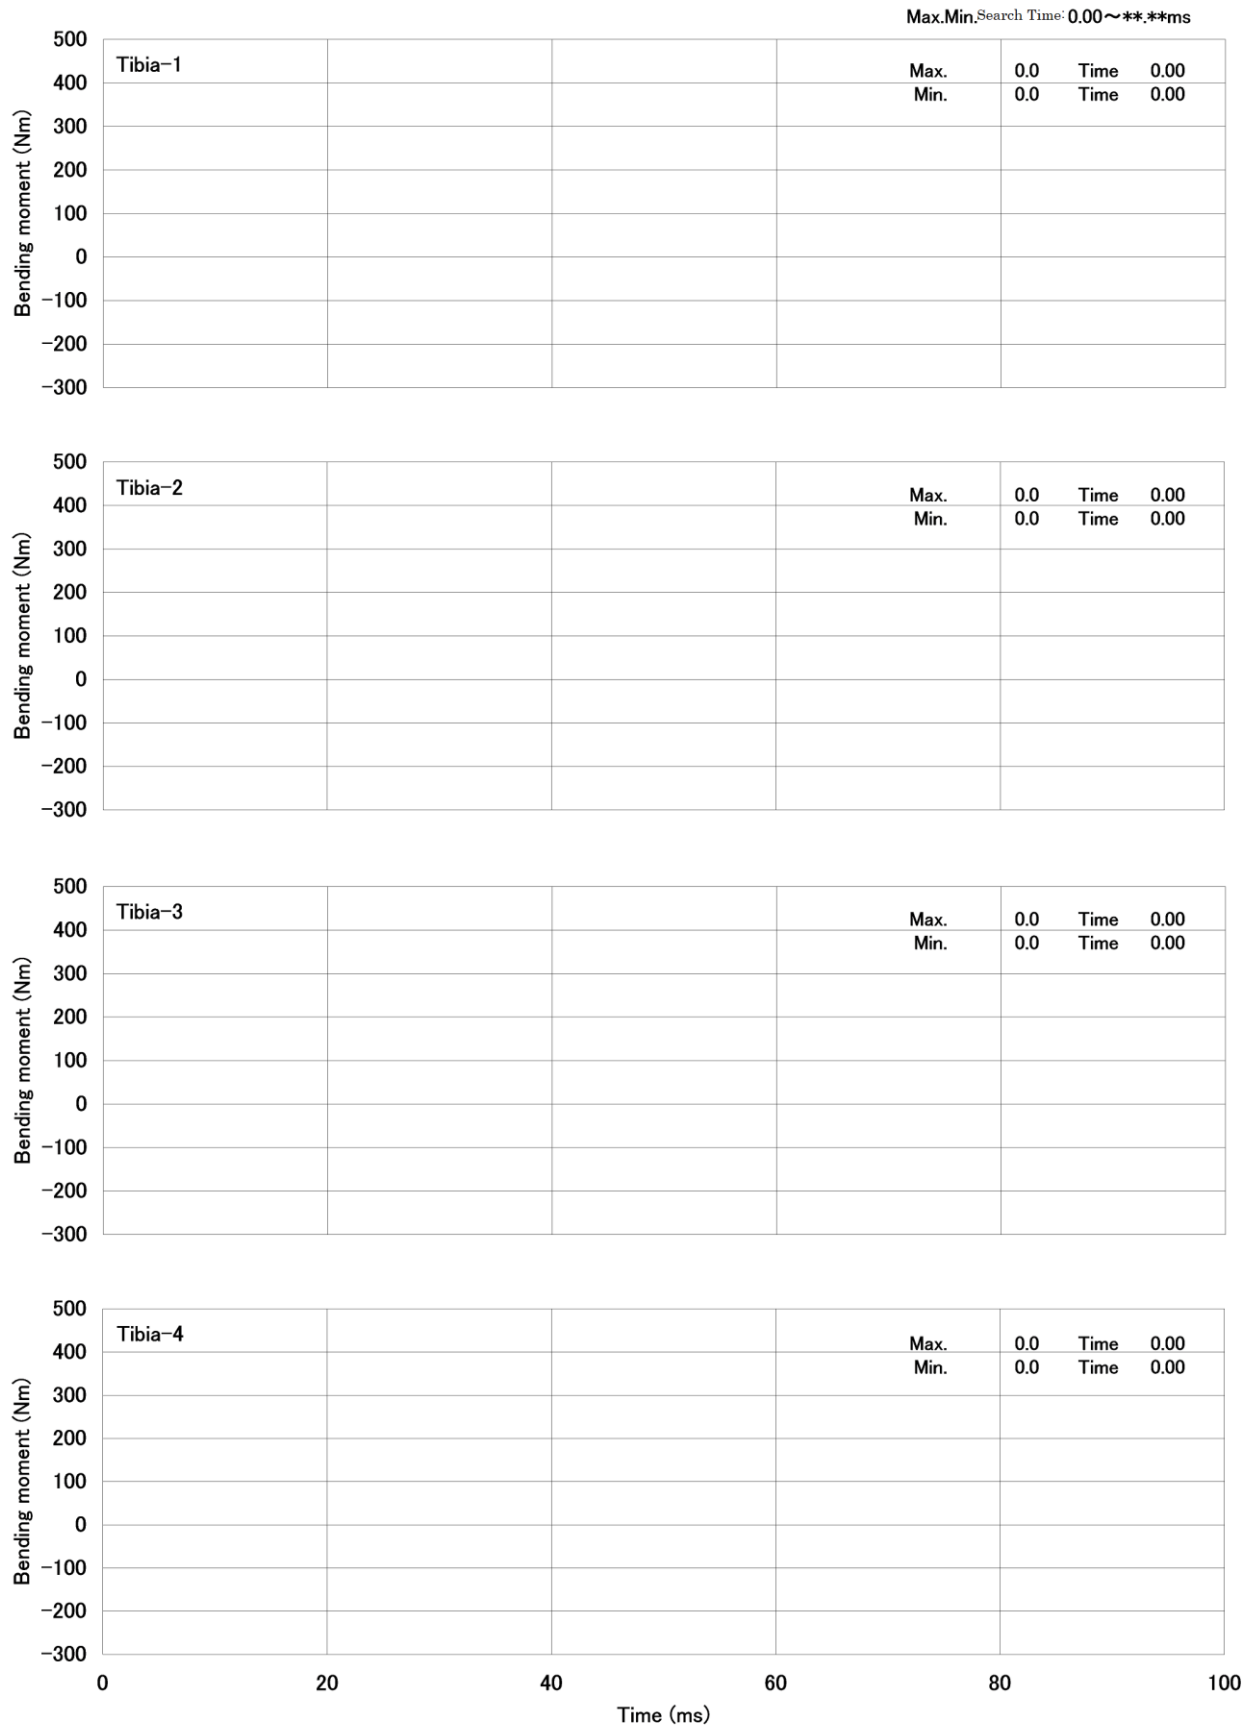 Max.Min.Search Time: 0.00～**.**ms
500
Tibia-1
Max. 0.0 Time 0.00
400
Min. 0.0 Time 0.00
300
200
100
0
-100
-200
-300
Bending moment (Nm)
500
Tibia-2
Max. 0.0 Time 0.00
400
Min. 0.0 Time 0.00
300
200
100
0
-100
-200
-300
Bending moment (Nm)
500
Tibia-3
Max. 0.0 Time 0.00
400
Min. 0.0 Time 0.00
300
200
100
0
-100
-200
-300
Bending moment (Nm)
500
Tibia-4
Max. 0.0 Time 0.00
400
Min. 0.0 Time 0.00
300
200
100
0
-100
-200
-300
Bending moment (Nm)
0 20 40 60 80 100
Time (ms)